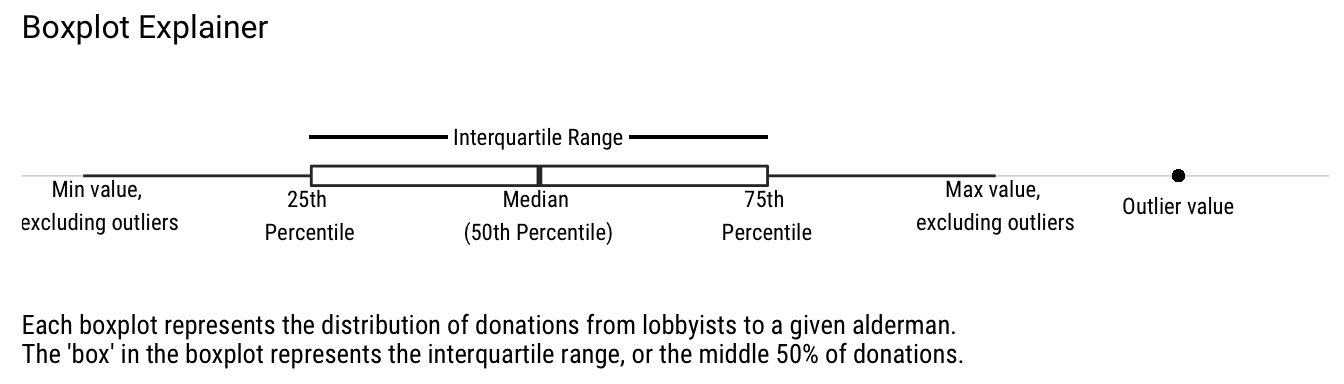 Boxplot Explainer
Interquartile Range
Min value,
excluding outliers
25th
Percentile
Median
(50th Percentile)
75th
Percentile
Max value,
excluding outliers
Outlier value
Each boxplot represents the distribution of donations from lobbyists to a given alderman.
The 'box' in the boxplot represents the interquartile range, or the middle 50% of donations.